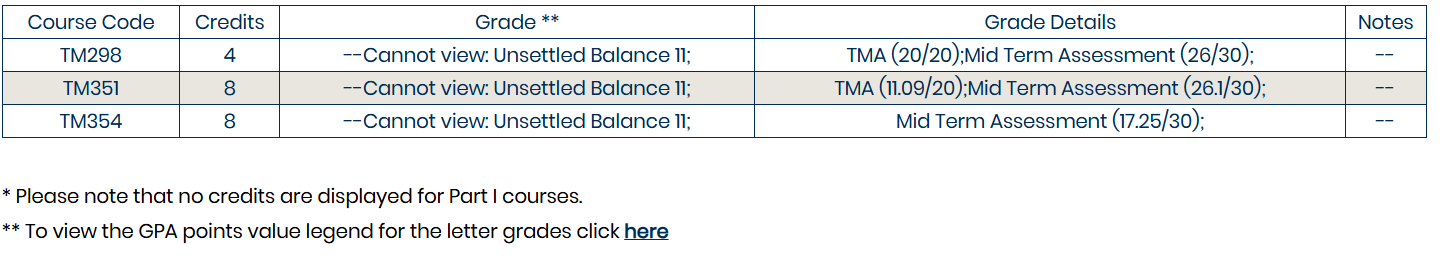 Course Code Credits Grade ** Grade Details Notes
TM298 4 --Cannot view: Unsettled Balance 11; TMA (20/20);Mid Term Assessment (26/30); --
TM351 8 --Cannot view: Unsettled Balance 11; TMA (11.09/20);Mid Term Assessment (26.1/30); --
TM354 8 --Cannot view: Unsettled Balance 11; Mid Term Assessment (17.25/30); --
* Please note that no credits are displayed for Part I courses.
** To view the GPA points value legend for the letter grades click here